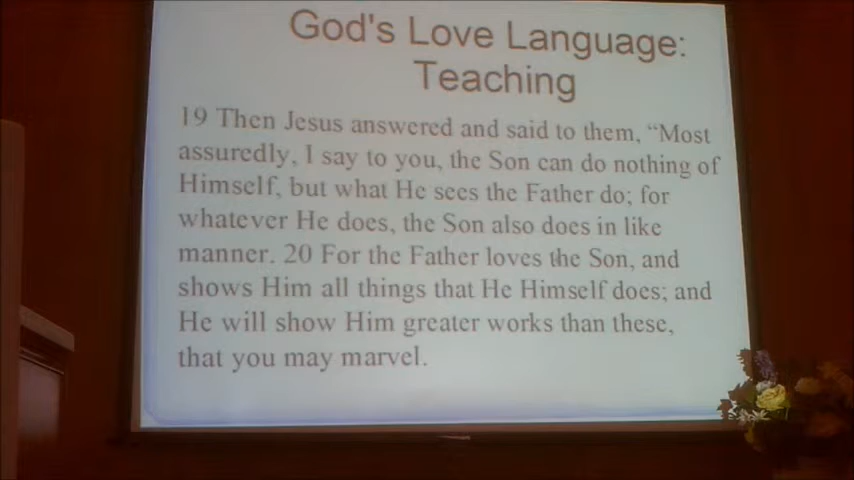 God's Love Language:
Teaching
19 Then Jesus answered and said to them, “Most
assuredly, I say to you, the Son can do nothing of
Himself, but what He sees the Father do; for
whatever He does, the Son also does in like
manner. 20 For the Father loves the Son, and
shows Him all things that He Himself does; and
He will show Him greater works than these,
that you may marvel.